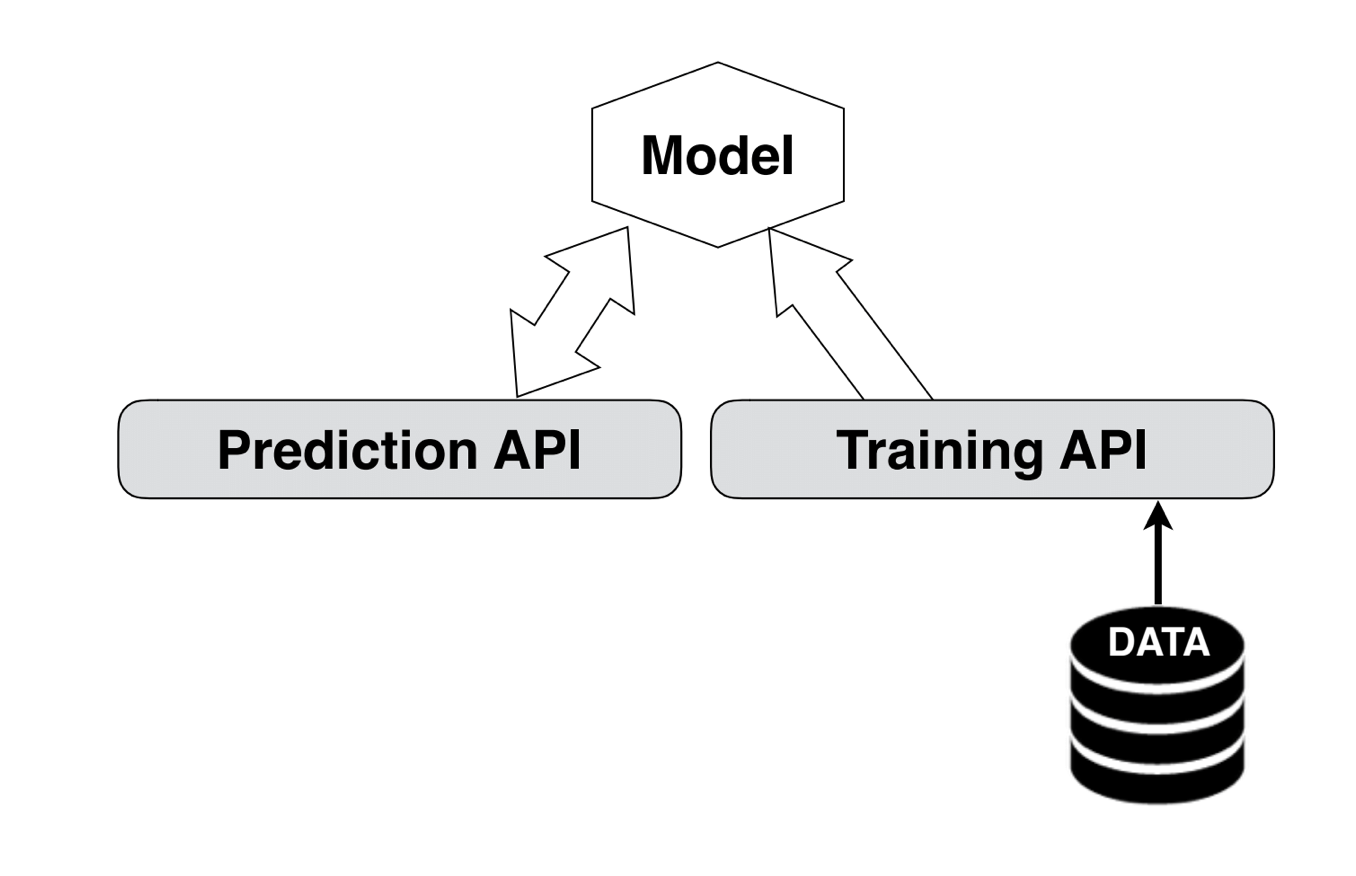 Model
Prediction API
Training API
DATA